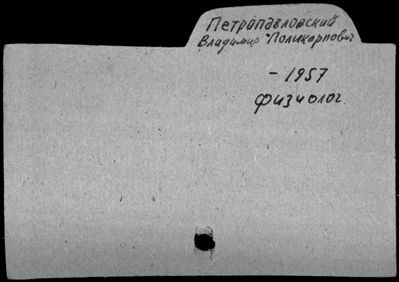 Петропавловский
Владимир Поликарпович
- 1957
физиолог.